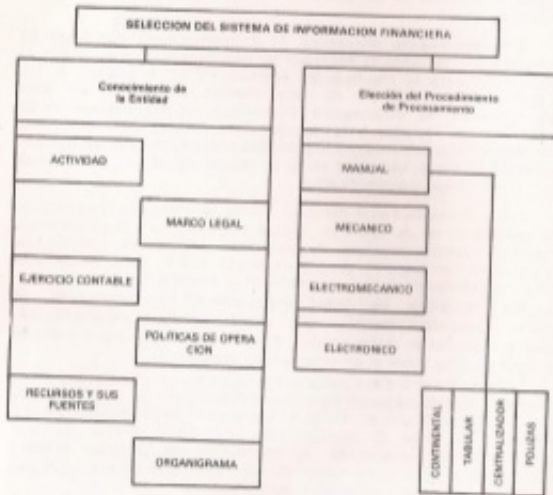 SELECCION DEL SISTEMA DE INFORMACION FINANCIERA
Conocimiento de
la Entidad
ACTIVIDAD
MARCO LEGAL
EJERCICIO CONTABLE
POLITICAS DE OPERA
CION
RECURSOS Y SUS
FUENTES
ORGANIGRAMA
Elección del Procedimiento
de Procesamiento
MANUAL
MECANICO
ELECTROMECANICO
ELECTRONICO
CONTINENTAL
TABULAR
CENTRALIZADOR
POLIZAS